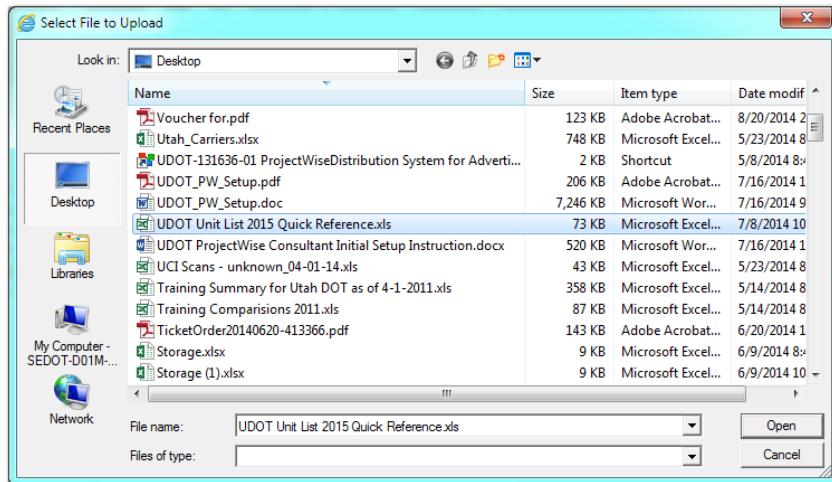 Select File to Upload
Look in: Desktop
Name Size Item type Date modif
Voucher for.pdf 123 KB Adobe Acrobat... 8/20/2014 2
Utah_Carriers.xlsx 748 KB Microsoft Excel... 5/23/2014 8
UDOT-131636-01 ProjectWiseDistribution System for Adverti... 2 KB Shortcut 5/8/2014 8:4
UDOT_PW_Setup.pdf 206 KB Adobe Acrobat... 7/16/2014 1
UDOT_PW_Setup.doc 7,246 KB Microsoft Wor... 7/16/2014 9
UDOT Unit List 2015 Quick Reference.xls 73 KB Microsoft Excel... 7/8/2014 10
UDOT ProjectWise Consultant Initial Setup Instruction.docx 520 KB Microsoft Wor... 7/16/2014 1
UCI Scans - unknown_04-01-14.xls 43 KB Microsoft Excel... 5/23/2014 8
Training Summary for Utah DOT as of 4-1-2011.xls 358 KB Microsoft Excel... 5/14/2014 8
Training Comparisions 2011.xls 87 KB Microsoft Excel... 5/14/2014 8
TicketOrder20140620-413366.pdf 143 KB Adobe Acrobat... 6/20/2014 1
Storage.xlsx 9 KB Microsoft Excel... 6/9/2014 8:4
Storage (1).xlsx 9 KB Microsoft Excel... 6/9/2014 10
Recent Places
Desktop
Libraries
My Computer -
SEDOT-D01M-...
Network
File name: UDOT Unit List 2015 Quick Reference.xls Open
Files of type: Cancel